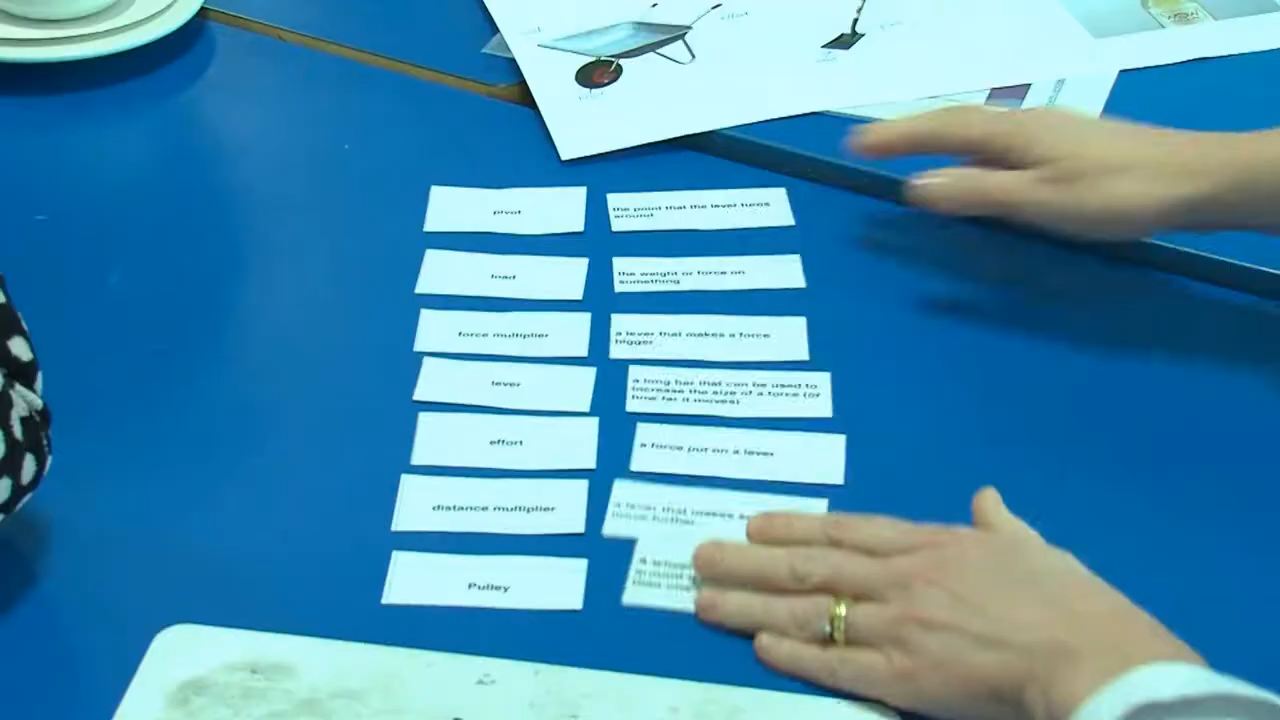 pivot
the point that the lever turns
around
load
the weight or force on
something
force multiplier
a lever that makes a force
bigger
lever
a long bar that can be used to
increase the size of a force (or
how far it moves)
effort
a force put on a lever
distance multiplier
a lever that makes
further
Pulley
A
around